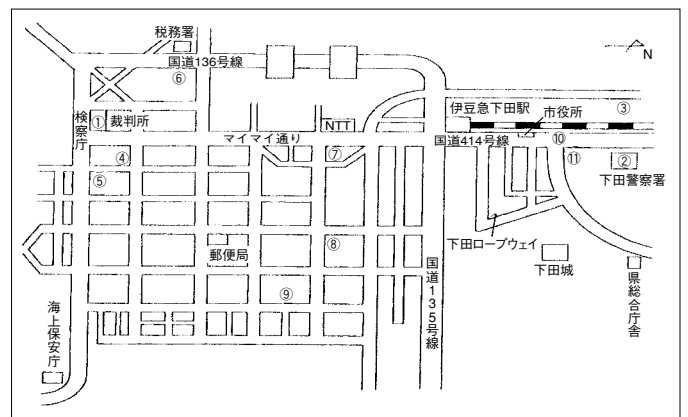 税務署
国道136号線
N
⑥
検察庁
①
裁判所
伊豆急下田駅
市役所
③
マイマイ通り
NTT
国道414号線
⑩
④
⑦
⑪
②
下田警察署
⑤
下田ロープウェイ
郵便局
⑧
下田城
国道135号線
県総合庁舎
⑨
海上保安庁